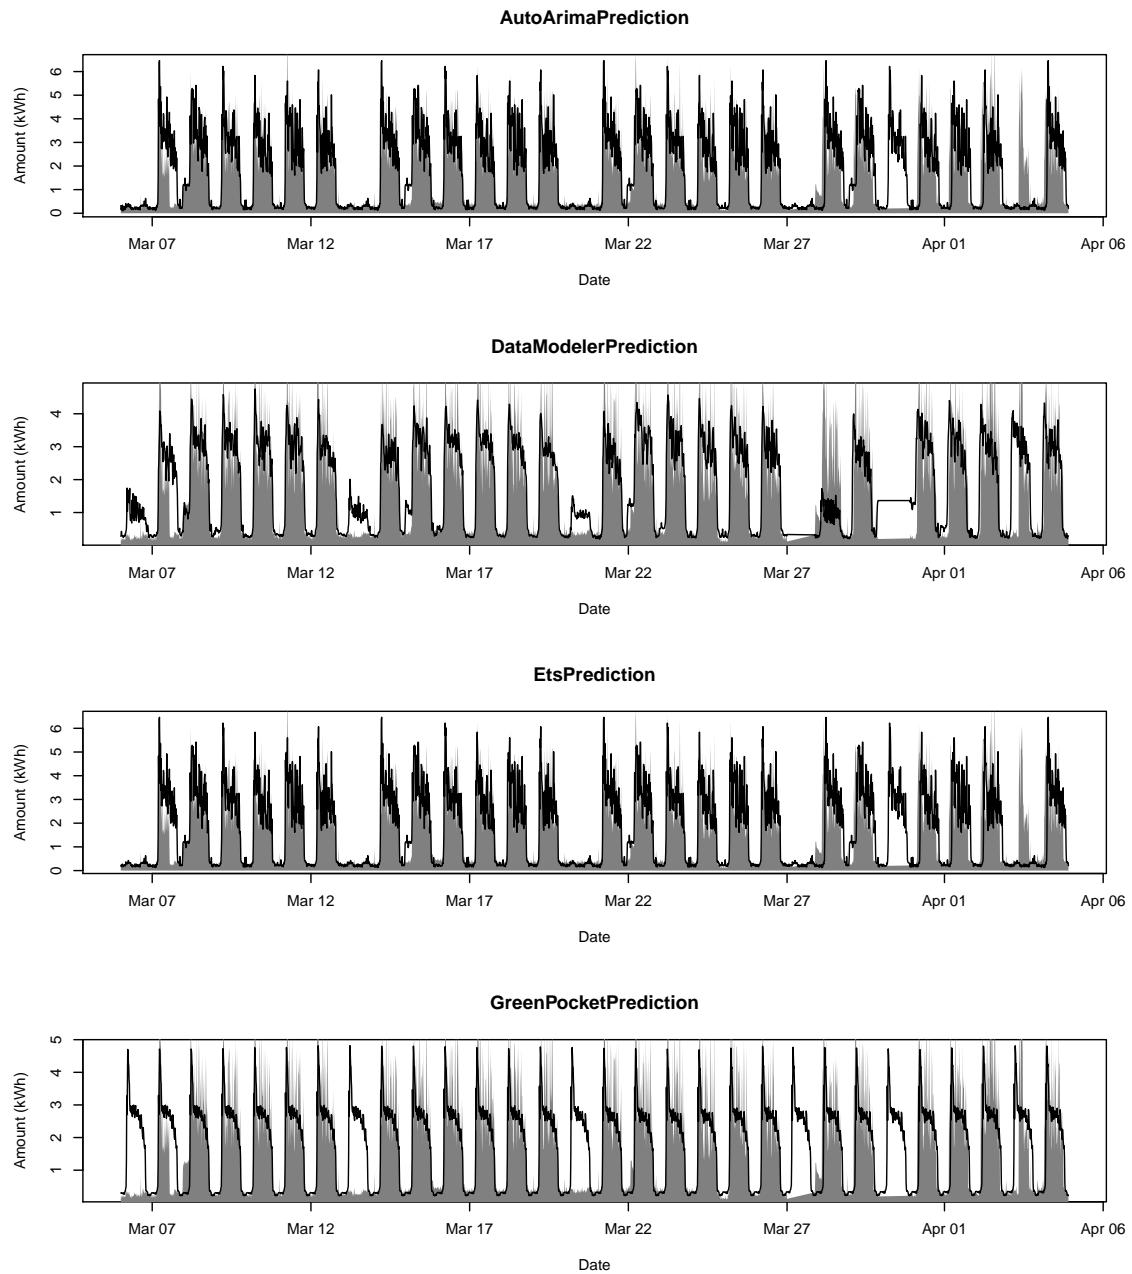 AutoArimaPrediction
6
5
4
3
2
1
0
Amount (kWh)
Mar 07 Mar 12 Mar 17 Mar 22 Mar 27 Apr 01 Apr 06
Date
DataModelerPrediction
4
3
2
1
Amount (kWh)
Mar 07 Mar 12 Mar 17 Mar 22 Mar 27 Apr 01 Apr 06
Date
EtsPrediction
6
5
4
3
2
1
0
Amount (kWh)
Mar 07 Mar 12 Mar 17 Mar 22 Mar 27 Apr 01 Apr 06
Date
GreenPocketPrediction
5
4
3
2
1
Amount (kWh)
Mar 07 Mar 12 Mar 17 Mar 22 Mar 27 Apr 01 Apr 06
Date